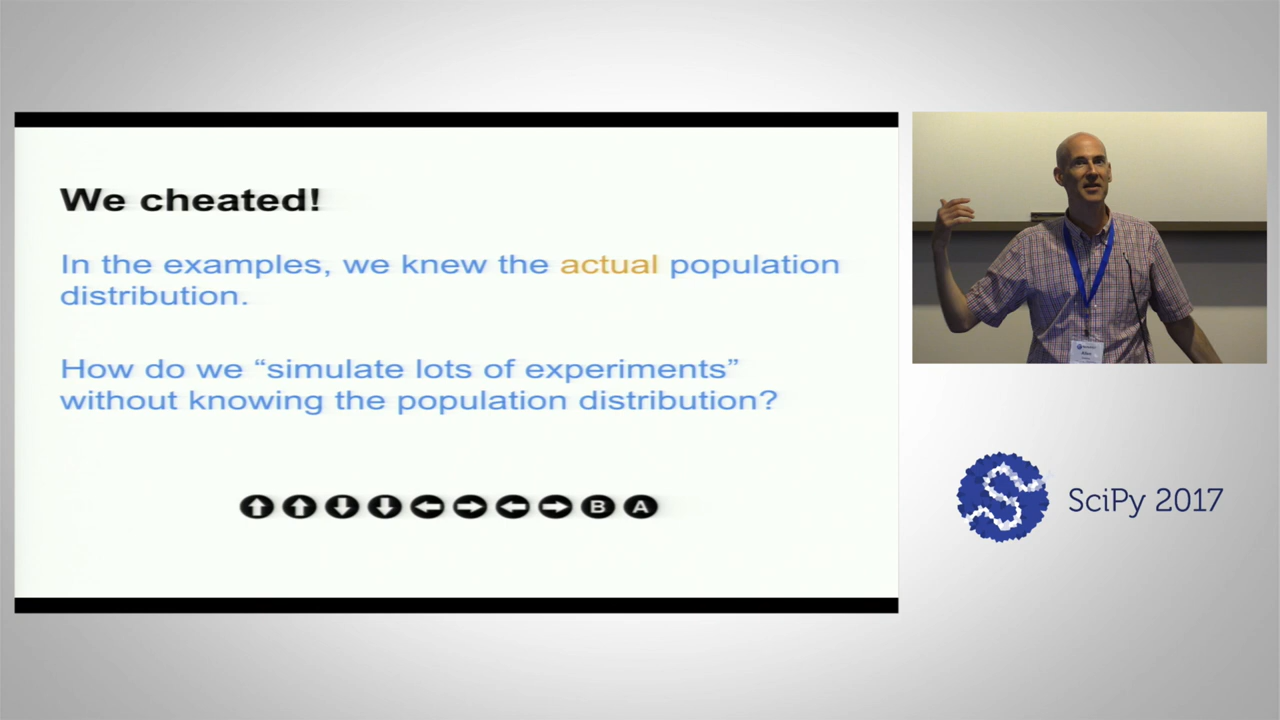 We cheated!
In the examples, we knew the actual population
distribution.
How do we “simulate lots of experiments”
without knowing the population distribution?
B A
SciPy 2017